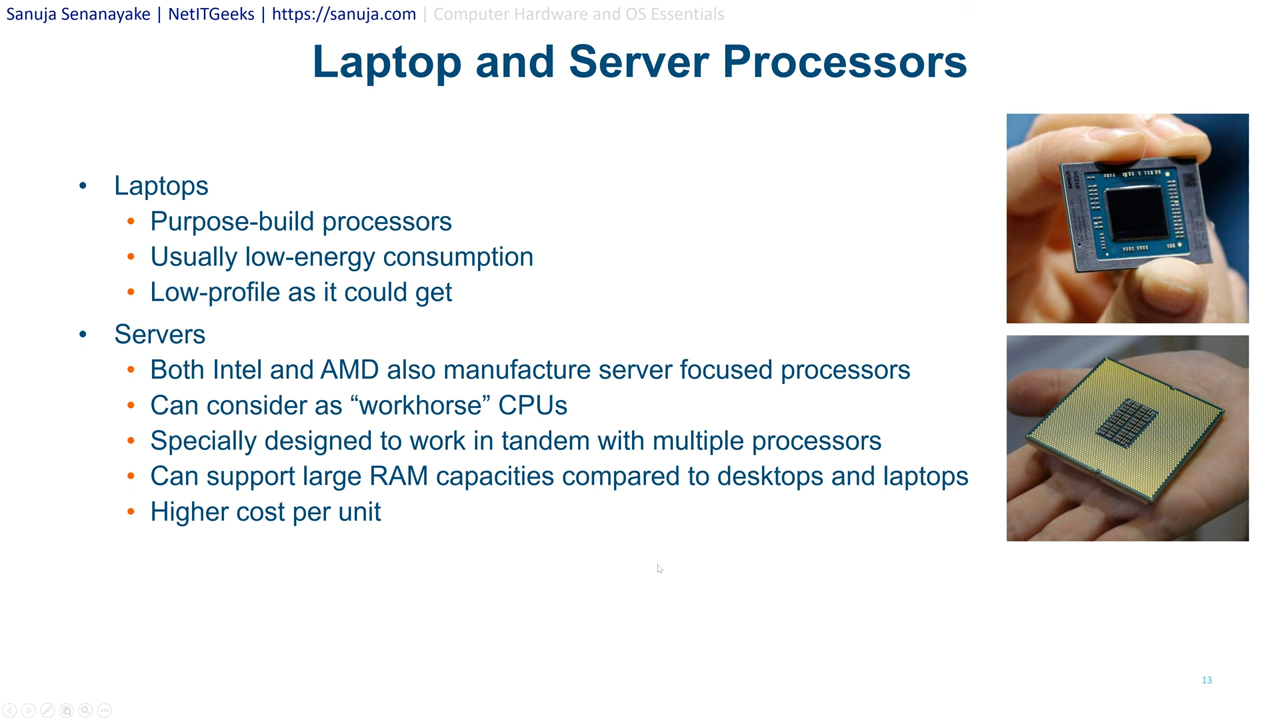 Sanuja Senanayake | NetITGeeks | https://sanuja.com | Computer Hardware and OS Essentials
Laptop and Server Processors
• Laptops
• Purpose-build processors
• Usually low-energy consumption
• Low-profile as it could get
• Servers
• Both Intel and AMD also manufacture server focused processors
• Can consider as “workhorse” CPUs
• Specially designed to work in tandem with multiple processors
• Can support large RAM capacities compared to desktops and laptops
• Higher cost per unit
13